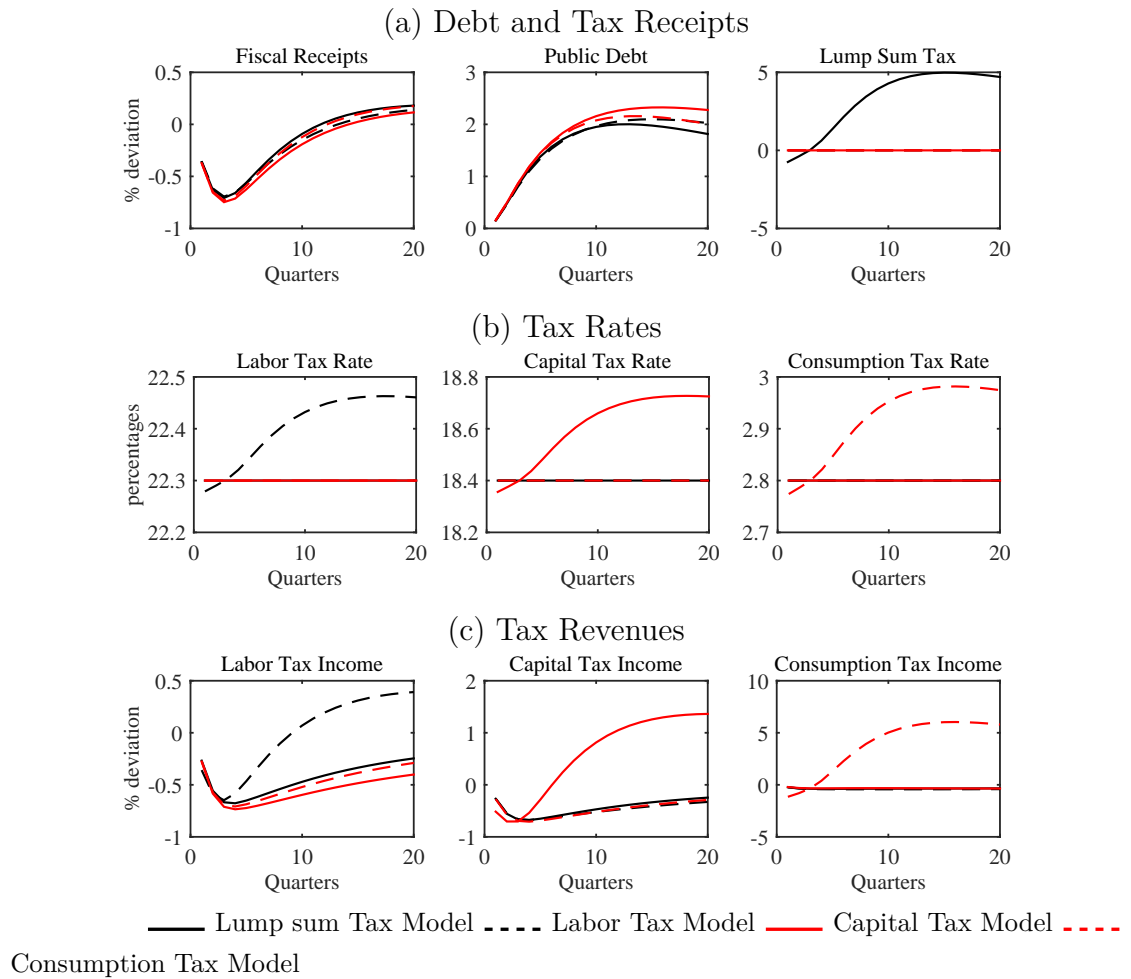 (a) Debt and Tax Receipts
Fiscal Receipts Public Debt Lump Sum Tax
% deviation
0.5
0
-0.5
-1
3
2
1
0
5
0
-5
0 10 20 0 10 20 0 10 20
Quarters Quarters Quarters
(b) Tax Rates
Labor Tax Rate Capital Tax Rate Consumption Tax Rate
percentages
22.5
22.4
22.3
22.2
18.8
18.6
18.4
18.2
3
2.9
2.8
2.7
0 10 20 0 10 20 0 10 20
Quarters Quarters Quarters
(c) Tax Revenues
Labor Tax Income Capital Tax Income Consumption Tax Income
% deviation
0.5
0
-0.5
-1
2
1
0
-1
10
5
0
-5
0 10 20 0 10 20 0 10 20
Quarters Quarters Quarters
Lump sum Tax Model Labor Tax Model Capital Tax Model
Consumption Tax Model